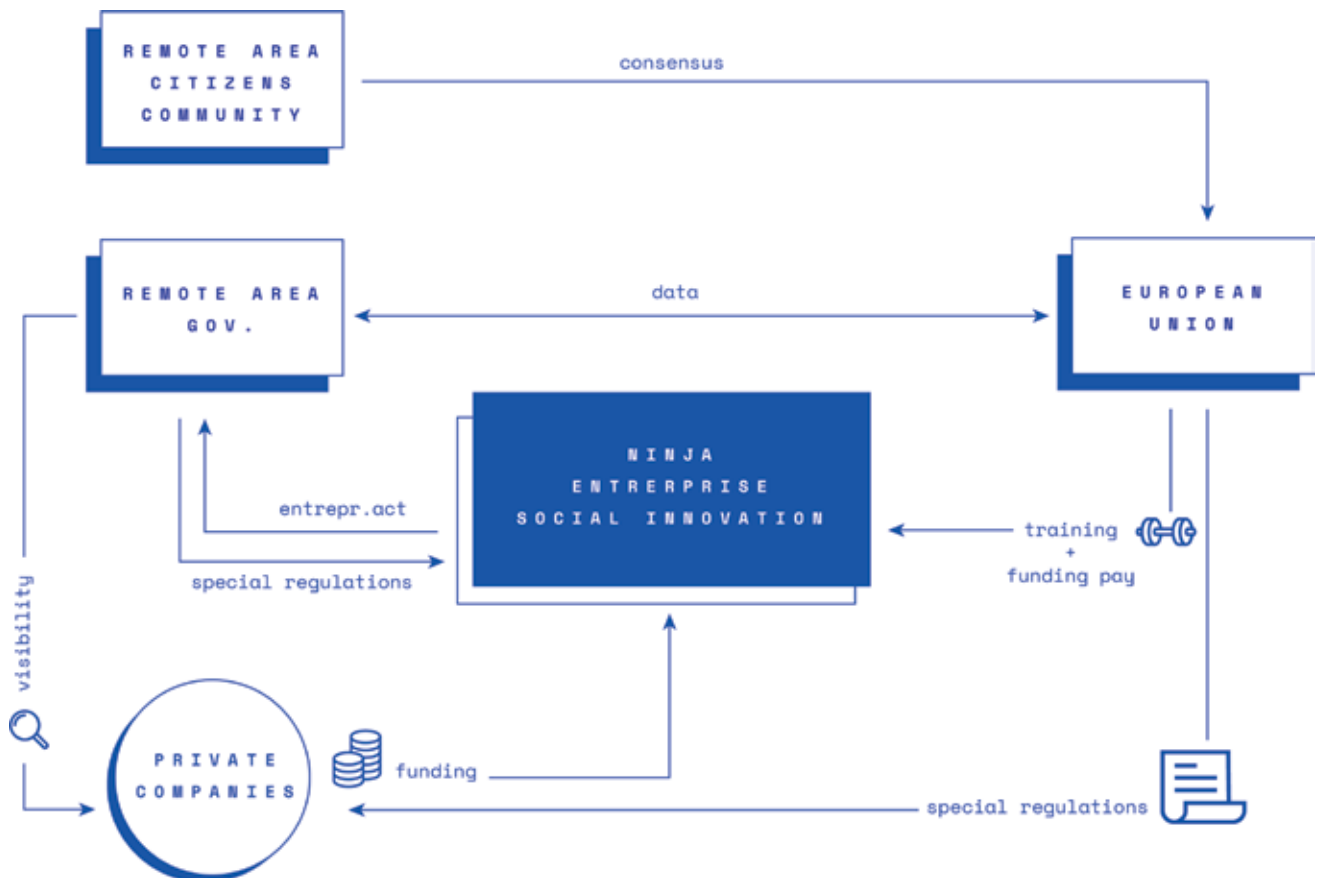 REMOTE AREA
CITIZENS
COMMUNITY
consensus
REMOTE AREA
GOV.
data
EUROPEAN
UNION
NINJA
ENTRERPRISE
SOCIAL INNOVATION
entrepr.act
special regulations
training
+
funding pay
visibility
PRIVATE
COMPANIES
funding
special regulations